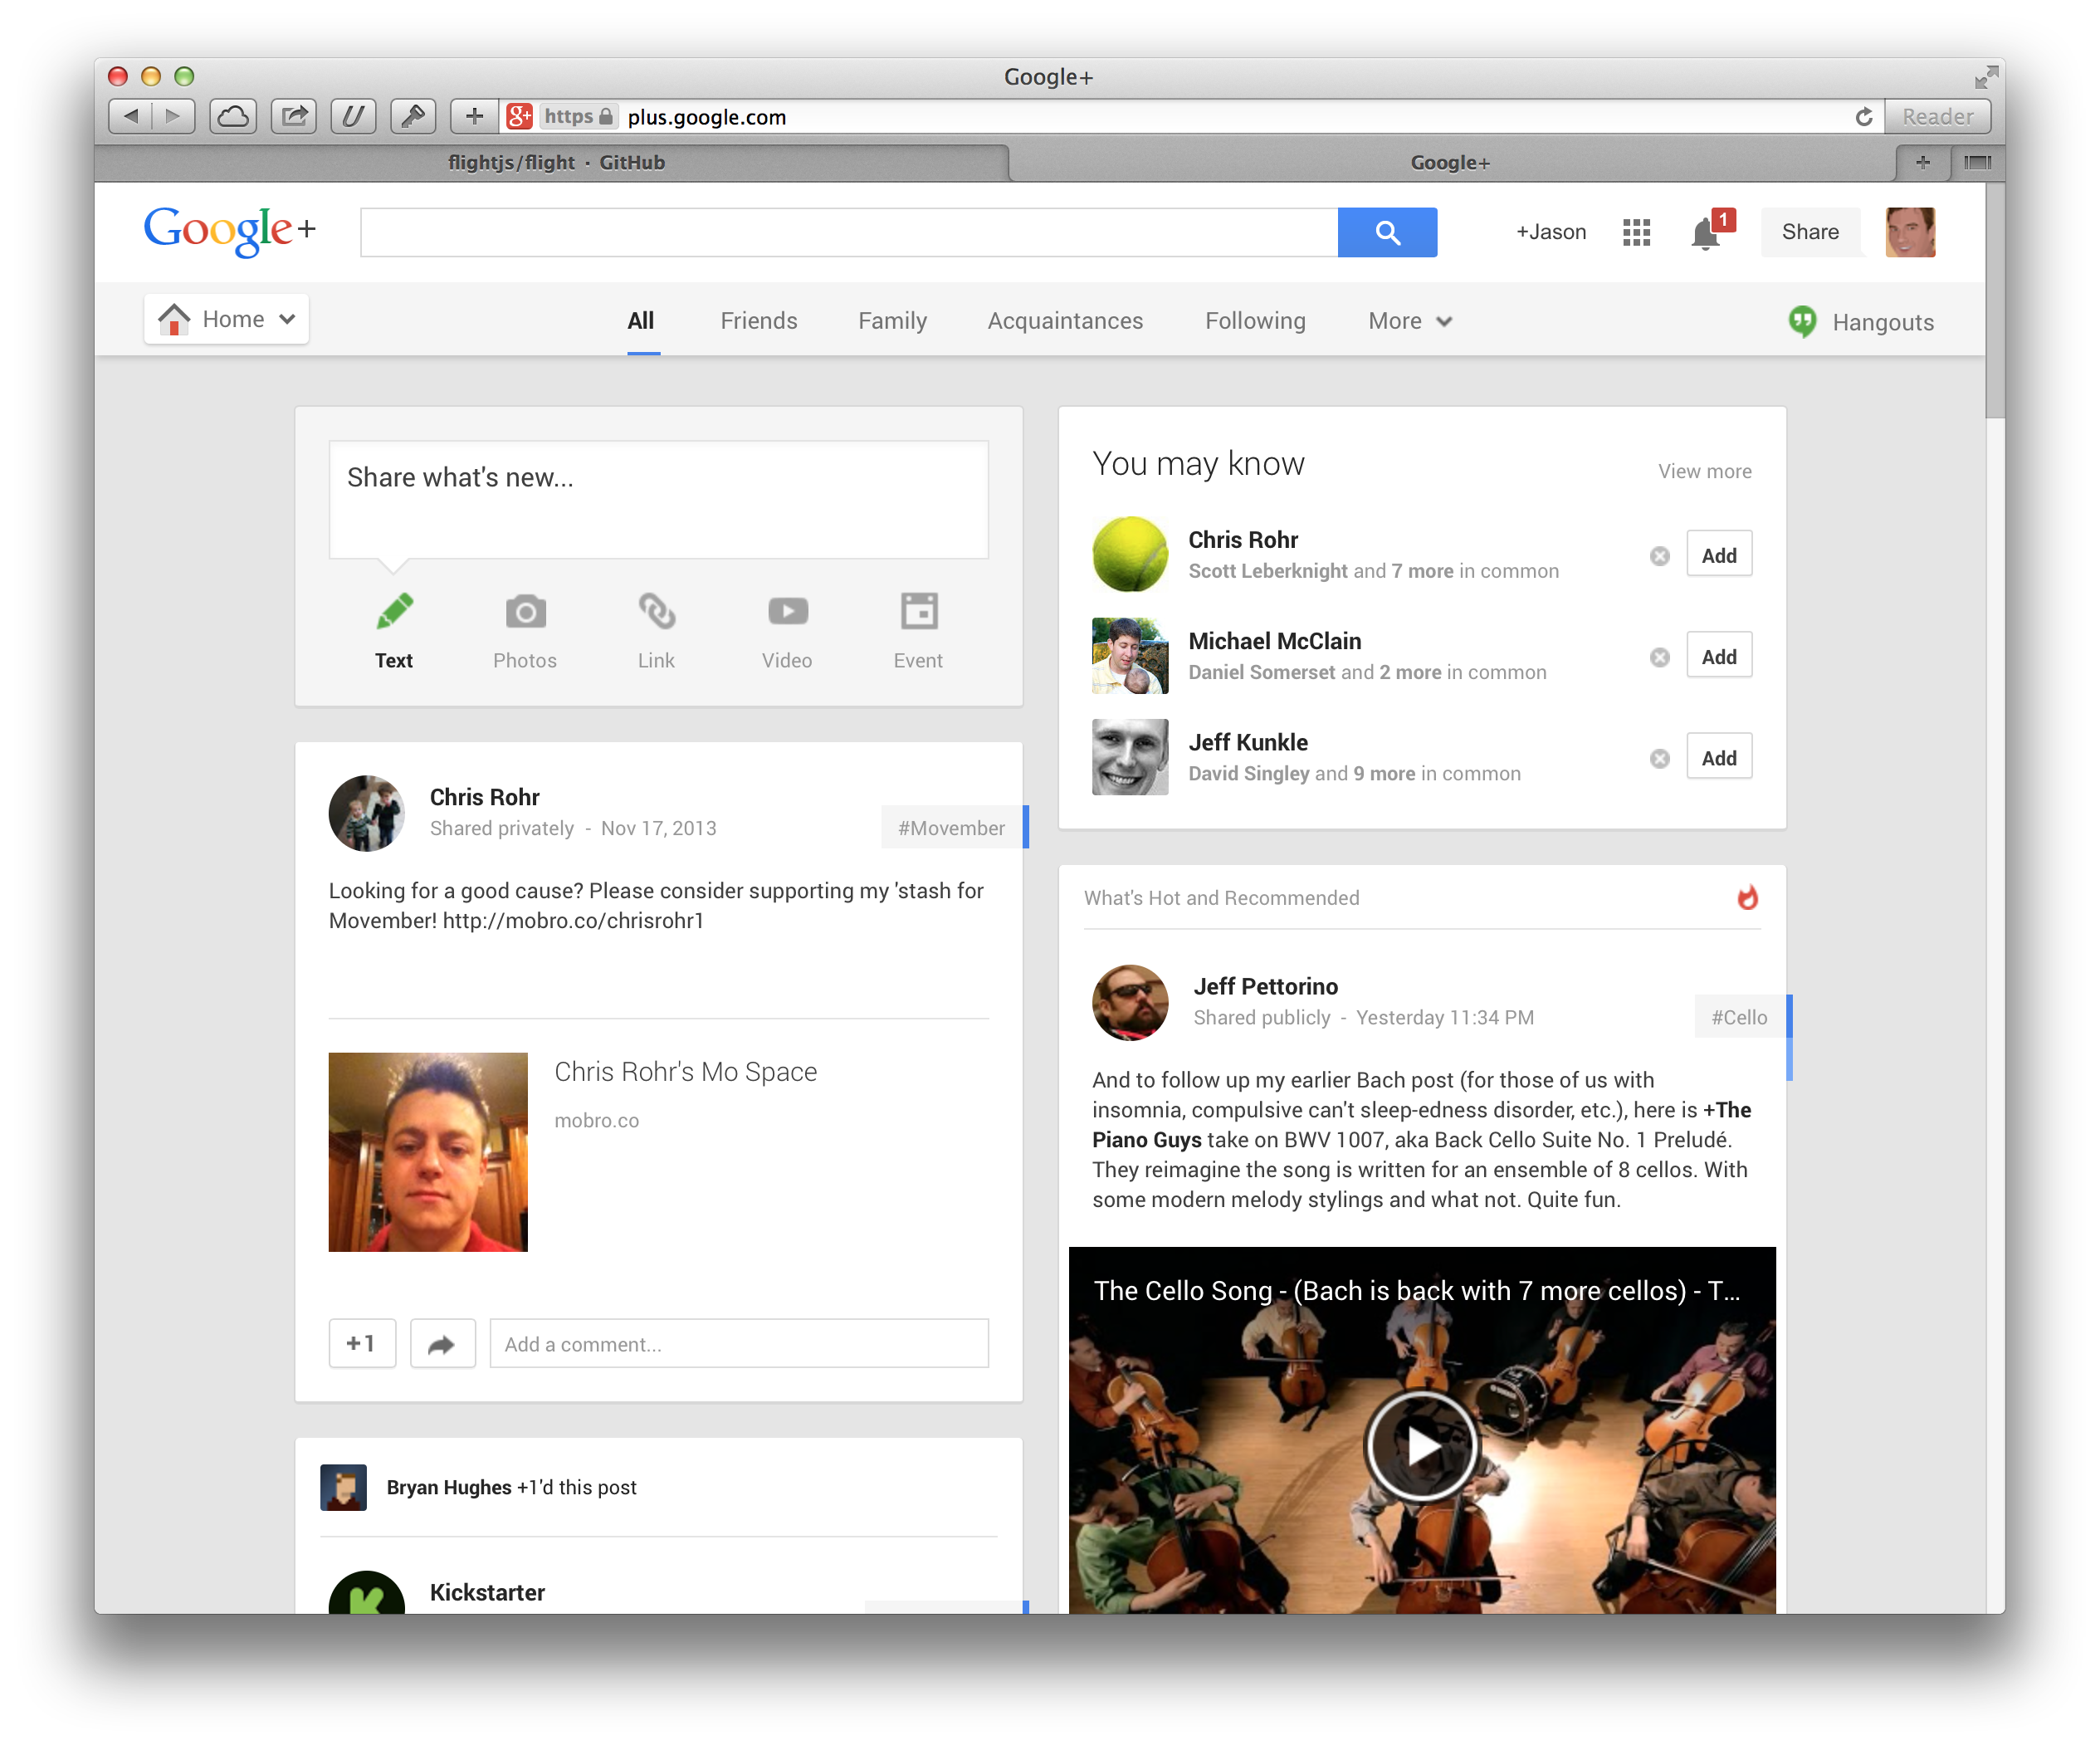 Google+
https plus.google.com
Reader
flightjs/flight · GitHub
Google+
Google+
+Jason
1
Share
Home
All
Friends
Family
Acquaintances
Following
More
Hangouts
Share what's new...
Text
Photos
Link
Video
Event
Chris Rohr
Shared privately - Nov 17, 2013
#Movember
Looking for a good cause? Please consider supporting my 'stash for
Movember! http://mobro.co/chrisrohr1
Chris Rohr's Mo Space
mobro.co
+1
Add a comment...
Bryan Hughes +1'd this post
Kickstarter
You may know
View more
Chris Rohr
Scott Leberknight and 7 more in common
Add
Michael McClain
Daniel Somerset and 2 more in common
Add
Jeff Kunkle
David Singley and 9 more in common
Add
What's Hot and Recommended
Jeff Pettorino
Shared publicly - Yesterday 11:34 PM
#Cello
And to follow up my earlier Bach post (for those of us with
insomnia, compulsive can't sleep-edness disorder, etc.), here is +The
Piano Guys take on BWV 1007, aka Back Cello Suite No. 1 Preludé.
They reimagine the song is written for an ensemble of 8 cellos. With
some modern melody stylings and what not. Quite fun.
The Cello Song - (Bach is back with 7 more cellos) - T...